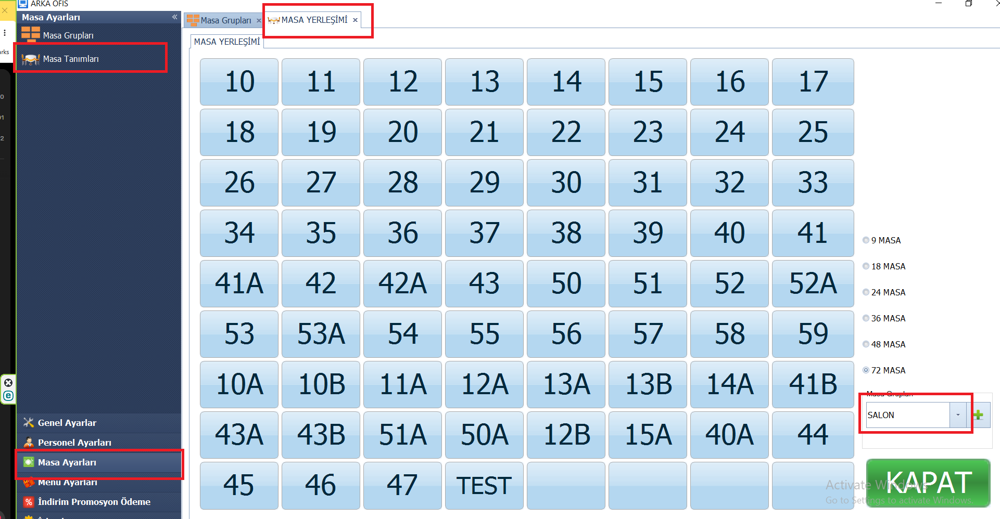 ARKA OFİS
Masa Ayarları «
Masa Grupları
Masa Tanımları
Masa Grupları ×
MASA YERLEŞİMİ ×
MASA YERLEŞİMİ
10 11 12 13 14 15 16 17
18 19 20 21 22 23 24 25
26 27 28 29 30 31 32 33
34 35 36 37 38 39 40 41
41A 42 42A 43 50 51 52 52A
53 53A 54 55 56 57 58 59
10A 10B 11A 12A 13A 13B 14A 41B
43A 43B 51A 50A 12B 15A 40A 44
45 46 47 TEST
9 MASA
18 MASA
24 MASA
36 MASA
48 MASA
72 MASA
Masa Grupları
SALON
KAPAT
Activate Windows
Go to Settings to activate Windows.
Genel Ayarlar
Personel Ayarları
Masa Ayarları
Menü Ayarları
% İndirim Promosyon Ödeme
arks
0
01
2
e